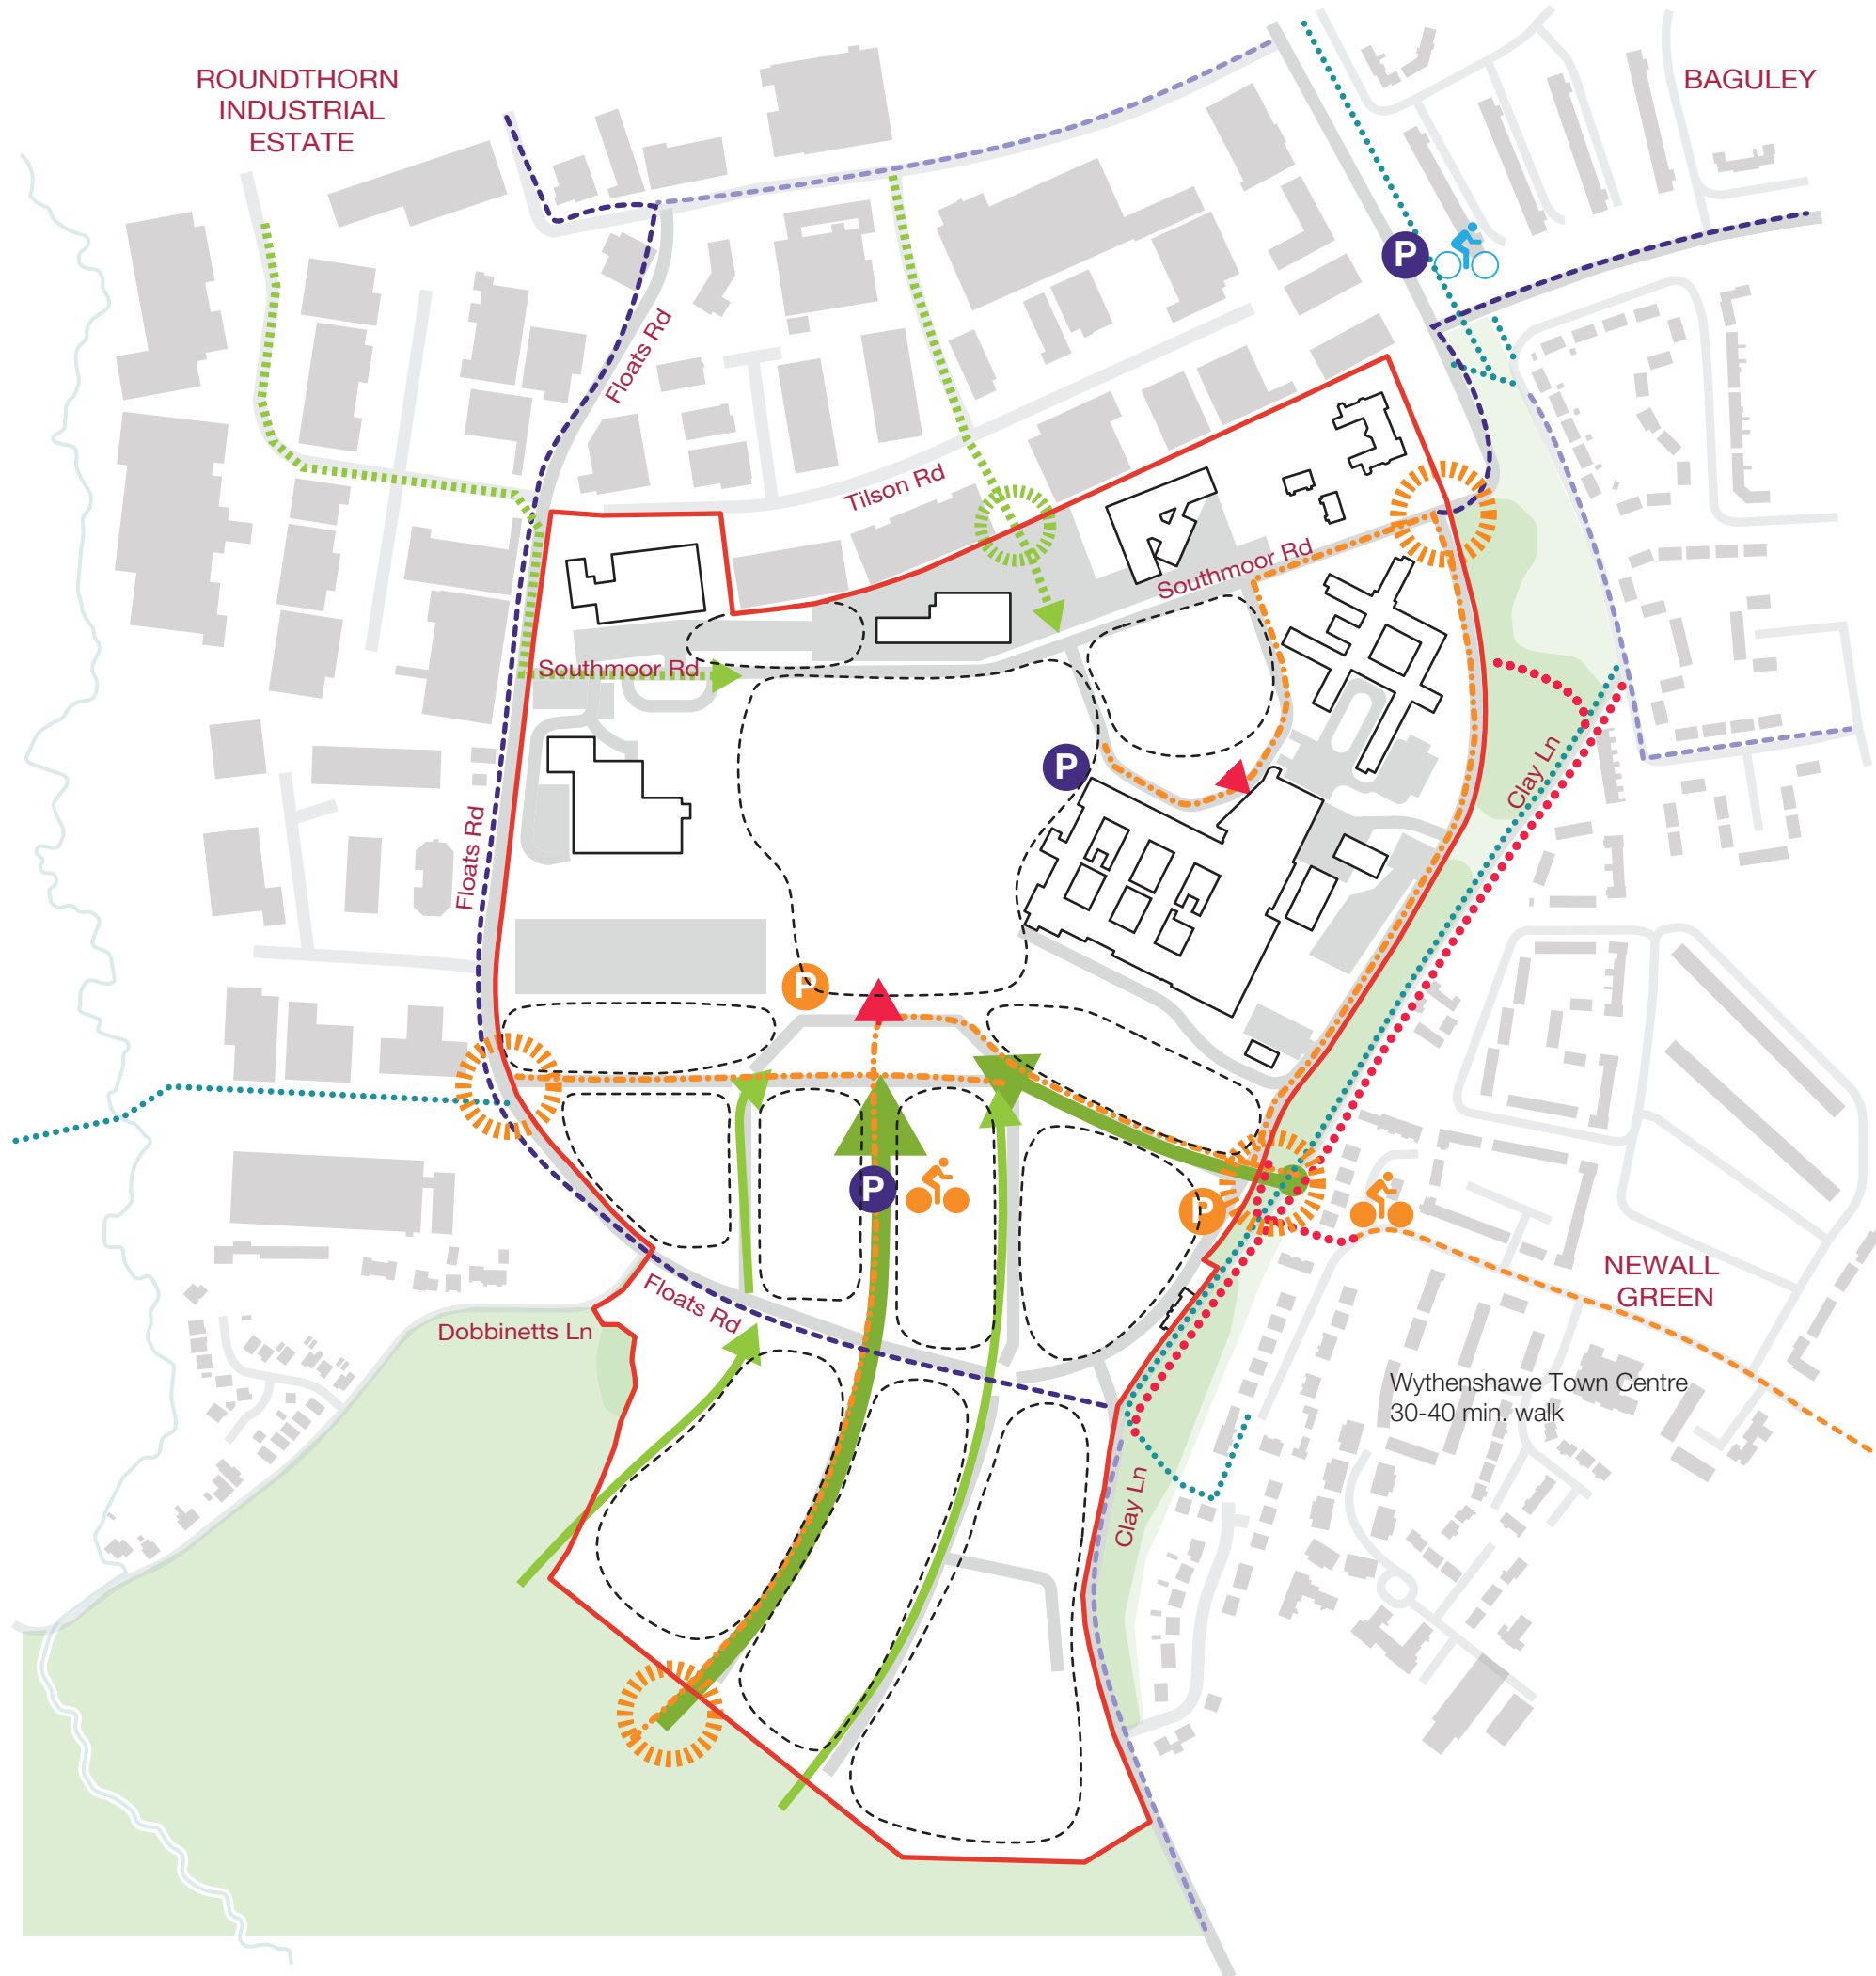 ROUNDTHORN
INDUSTRIAL
ESTATE
BAGULEY
P
Floats Rd
Tilson Rd
Southmoor Rd
Southmoor Rd
Clay Ln
P
Floats Rd
P
P
P
NEWALL
GREEN
Floats Rd
Dobbinetts Ln
Wythenshawe Town Centre
30-40 min. walk
Clay Ln